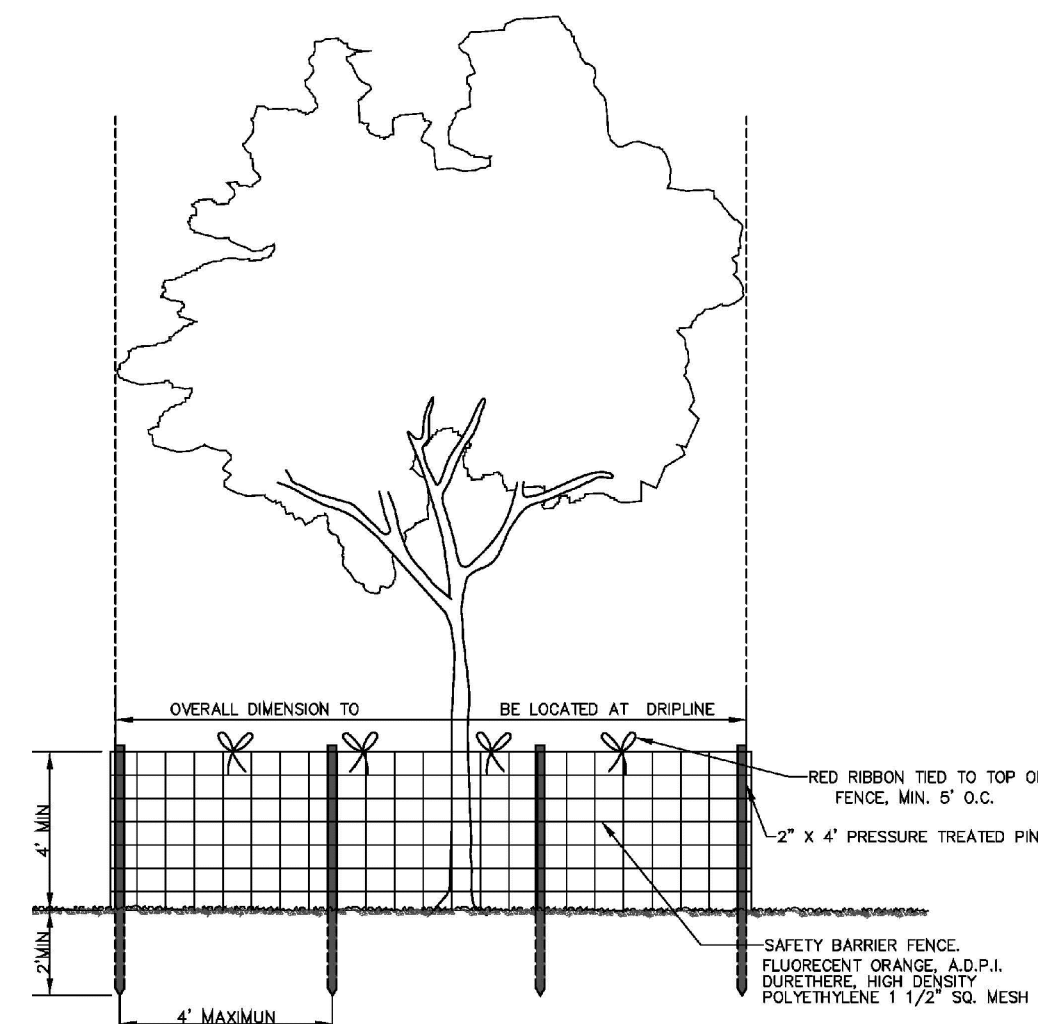 OVERALL DIMENSION TO BE LOCATED AT DRIPLINE
RED RIBBON TIED TO TOP O
FENCE, MIN. 5' O.C.
4' MIN
2" X 4' PRESSURE TREATED PIN
2'MIN
SAFETY BARRIER FENCE.
FLUORECENT ORANGE, A.D.P.I.
DURETHERE, HIGH DENSITY
POLYETHYLENE 1 1/2" SQ. MESH
4' MAXIMUN